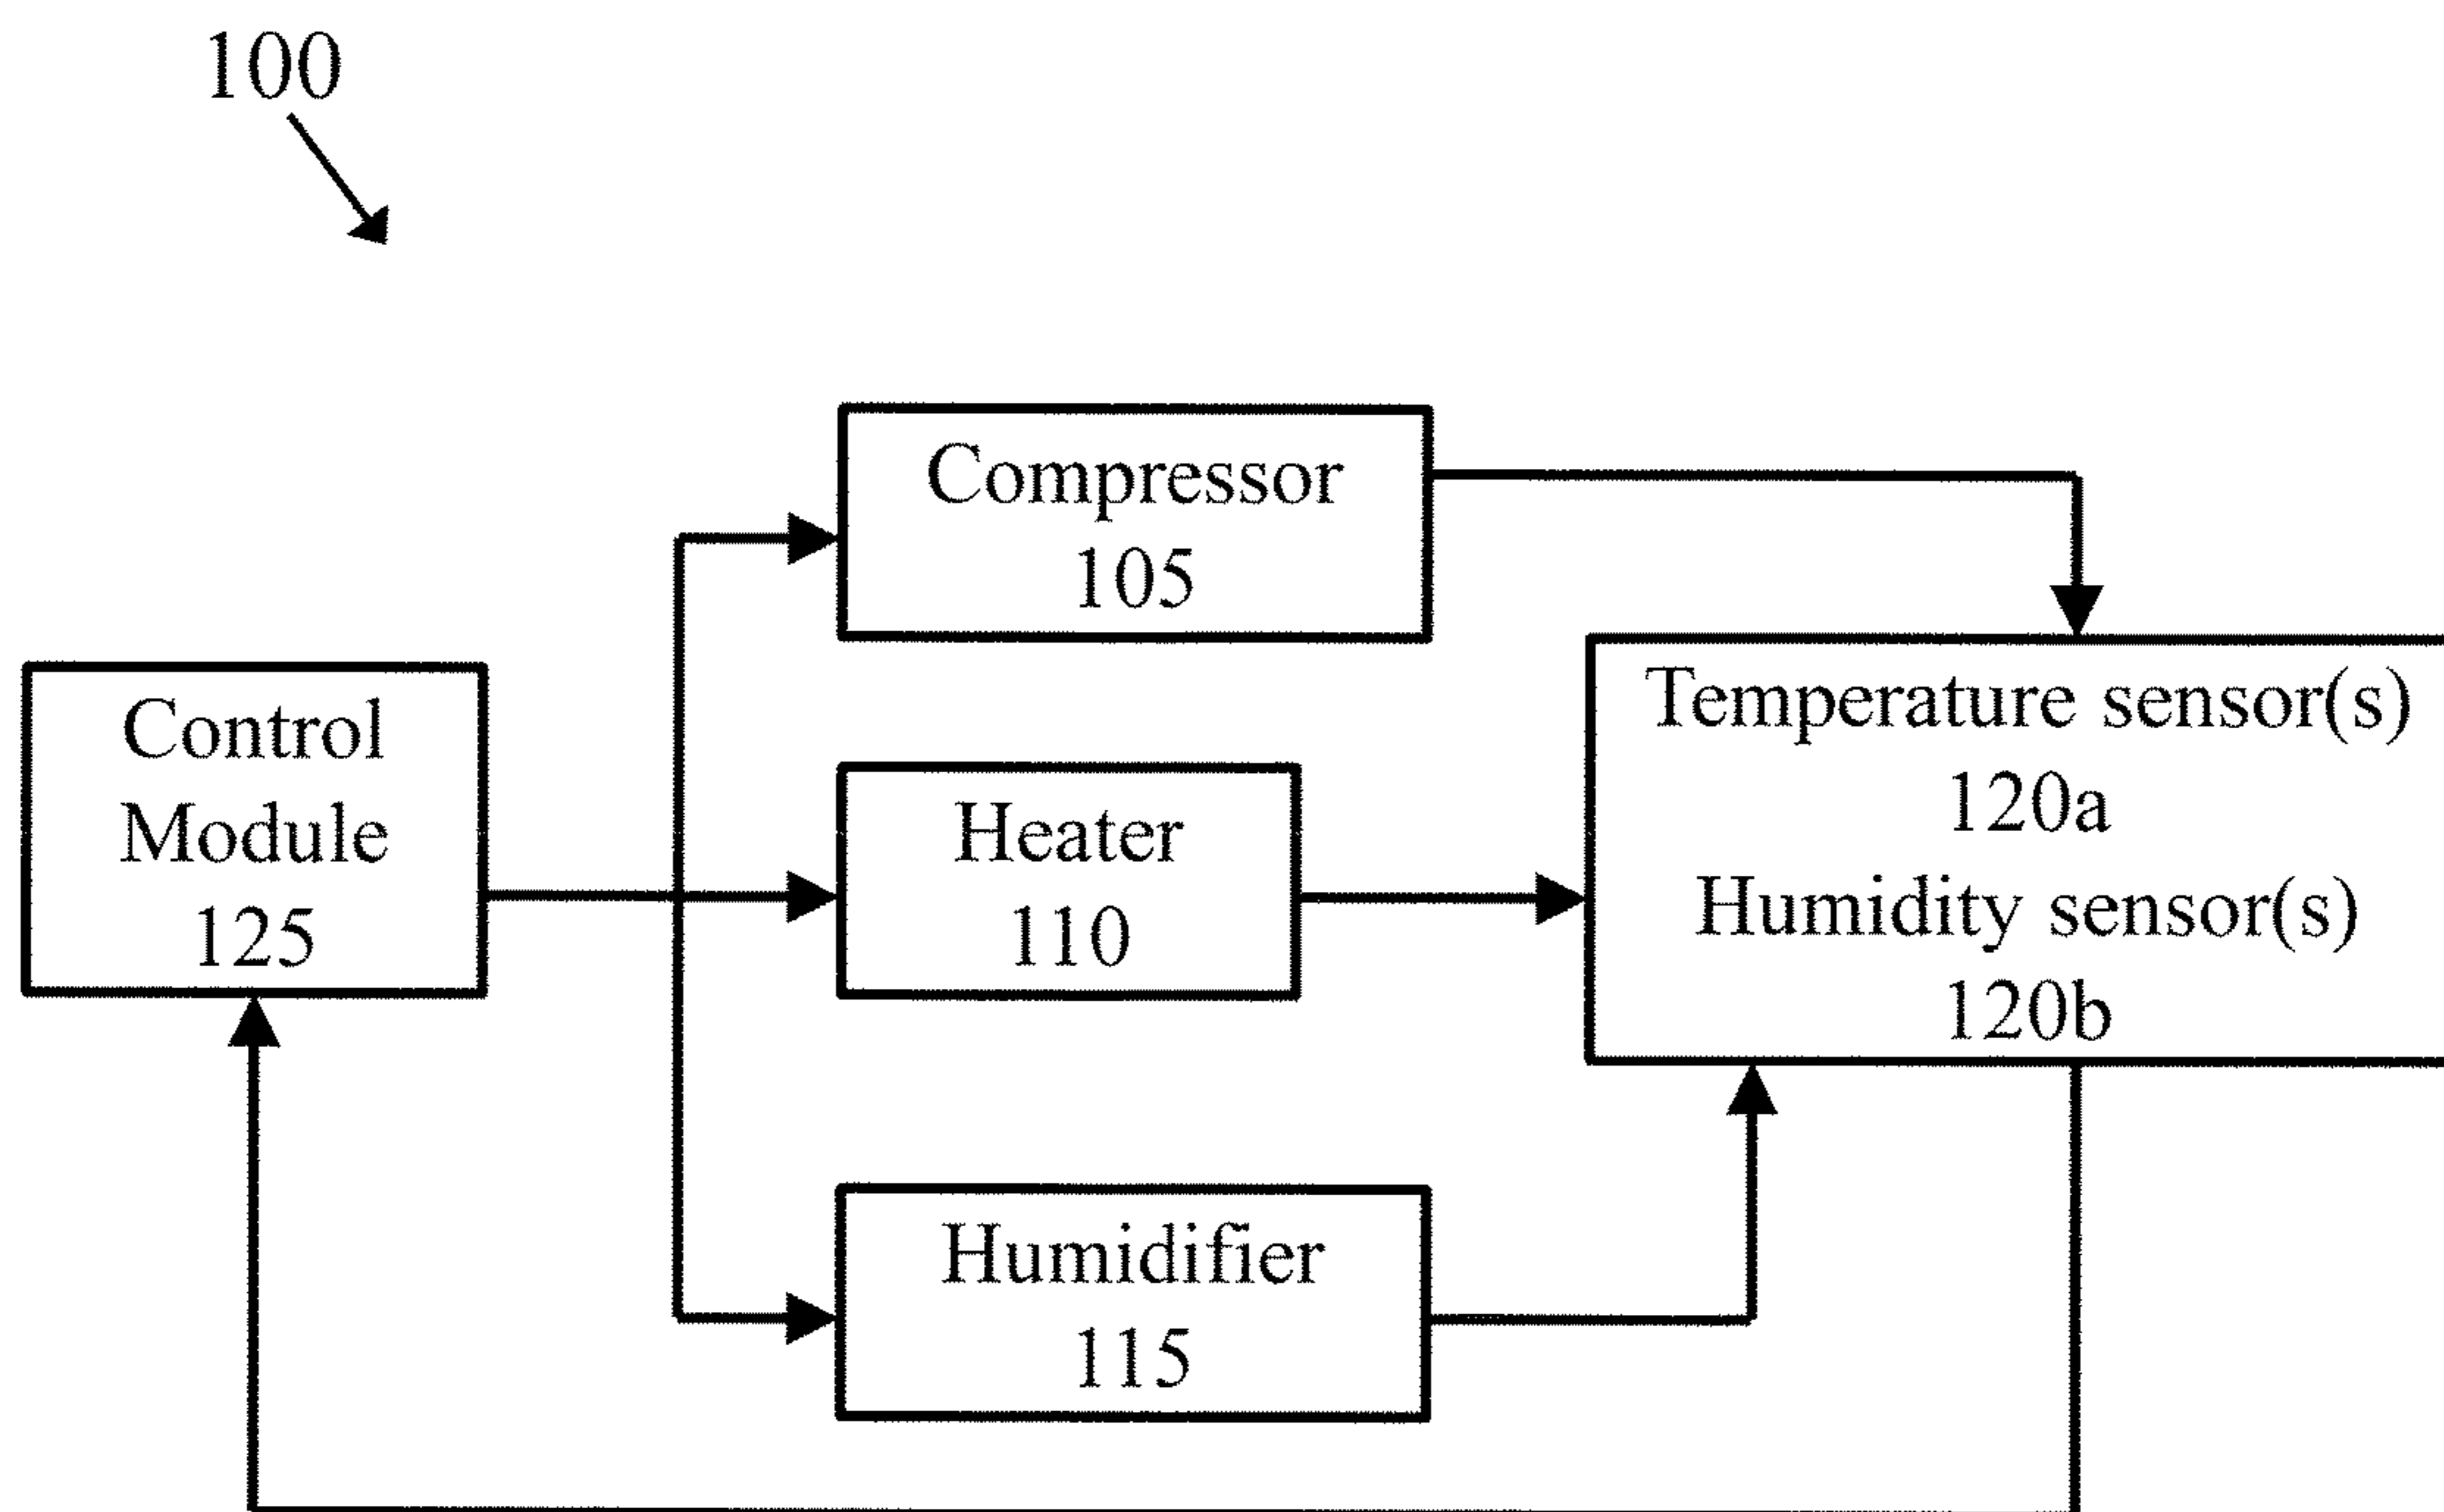 100
Compressor
105
Control
Module
125
Heater
110
Temperature sensor(s)
120a
Humidity sensor(s)
120b
Humidifier
115